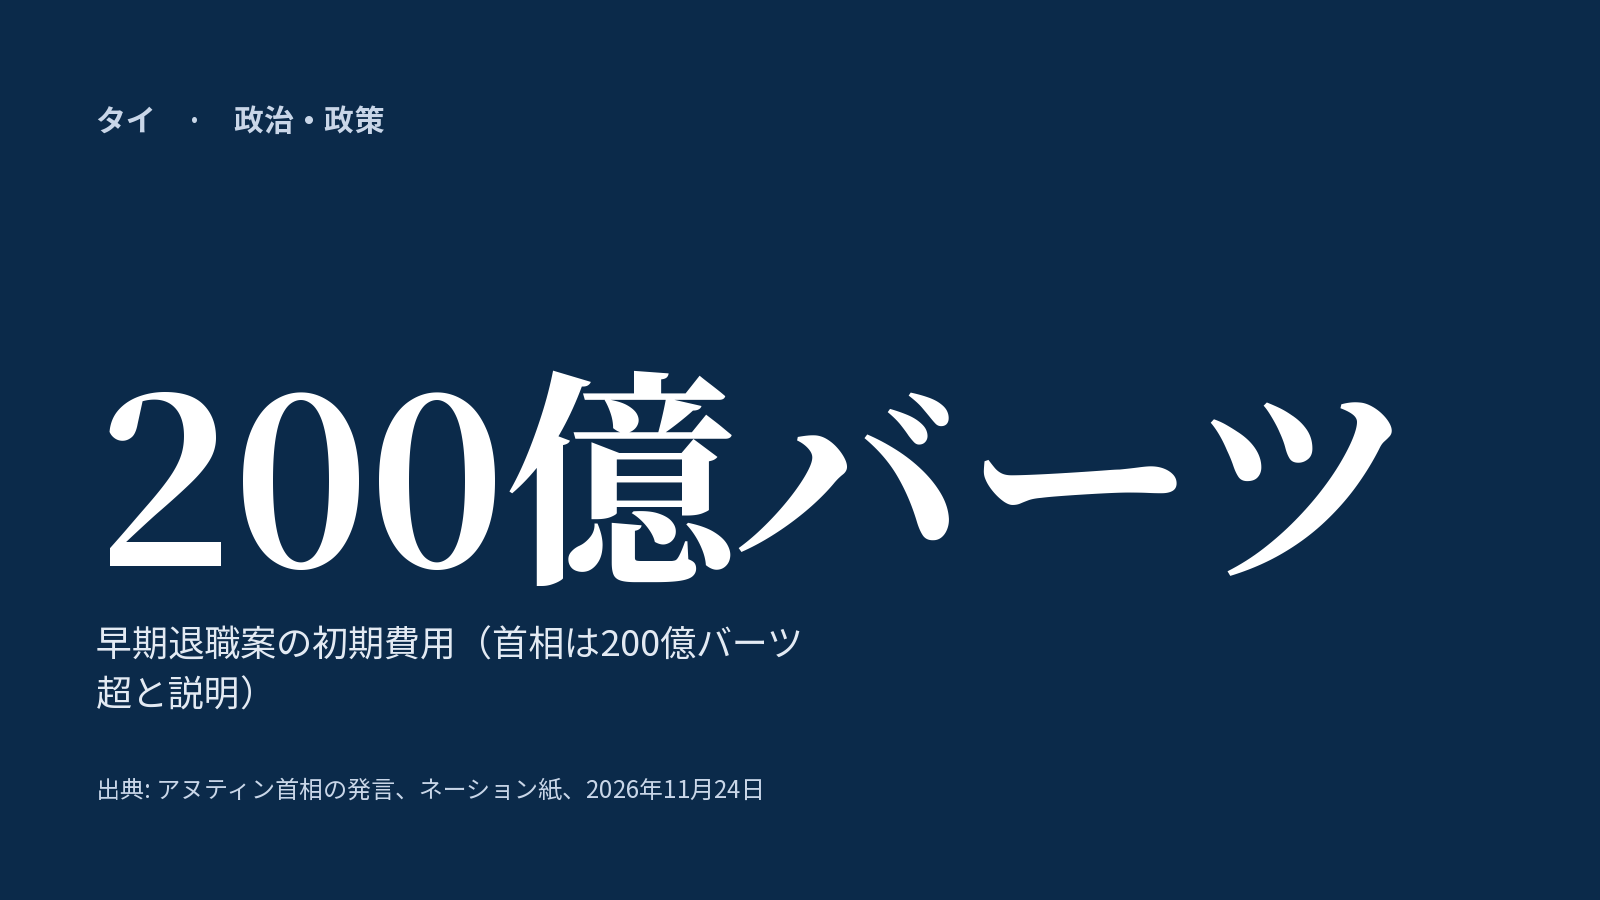 タイ · 政治・政策
200億バーツ
早期退職案の初期費用（首相は200億バーツ
超と説明）
出典: アヌティン首相の発言、ネーション紙、2026年11月24日